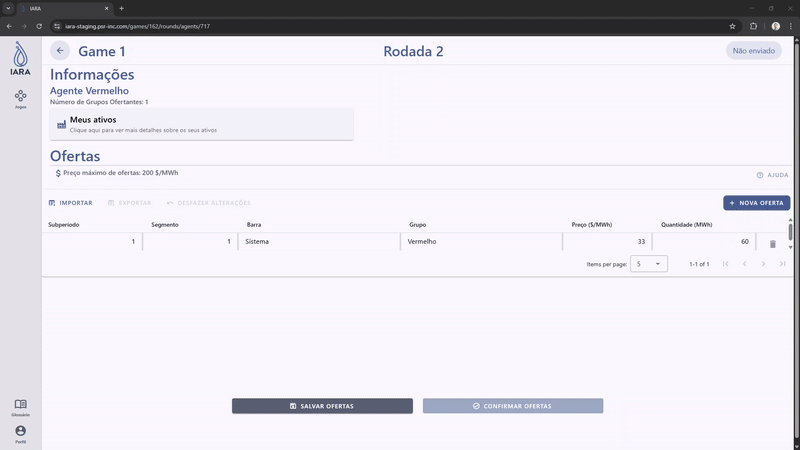 IARA
iara-staging.psr-inc.com/games/162/rounds/agents/717
IARA
Jogos
Game 1
Rodada 2
Não enviado
Informações
Agente Vermelho
Número de Grupos Ofertantes: 1
Meus ativos
Clique aqui para ver mais detalhes sobre os seus ativos
Ofertas
Preço máximo de ofertas: 200 $/MWh
AJUDA
IMPORTAR
EXPORTAR
DESFAZER ALTERAÇÕES
+ NOVA OFERTA
Subperíodo Segmento Barra Grupo Preço ($/MWh) Quantidade (MWh)
1 1 Sistema Vermelho 33 60
Items per page: 5 1-1 of 1
SALVAR OFERTAS
CONFIRMAR OFERTAS
Glossário
Perfil